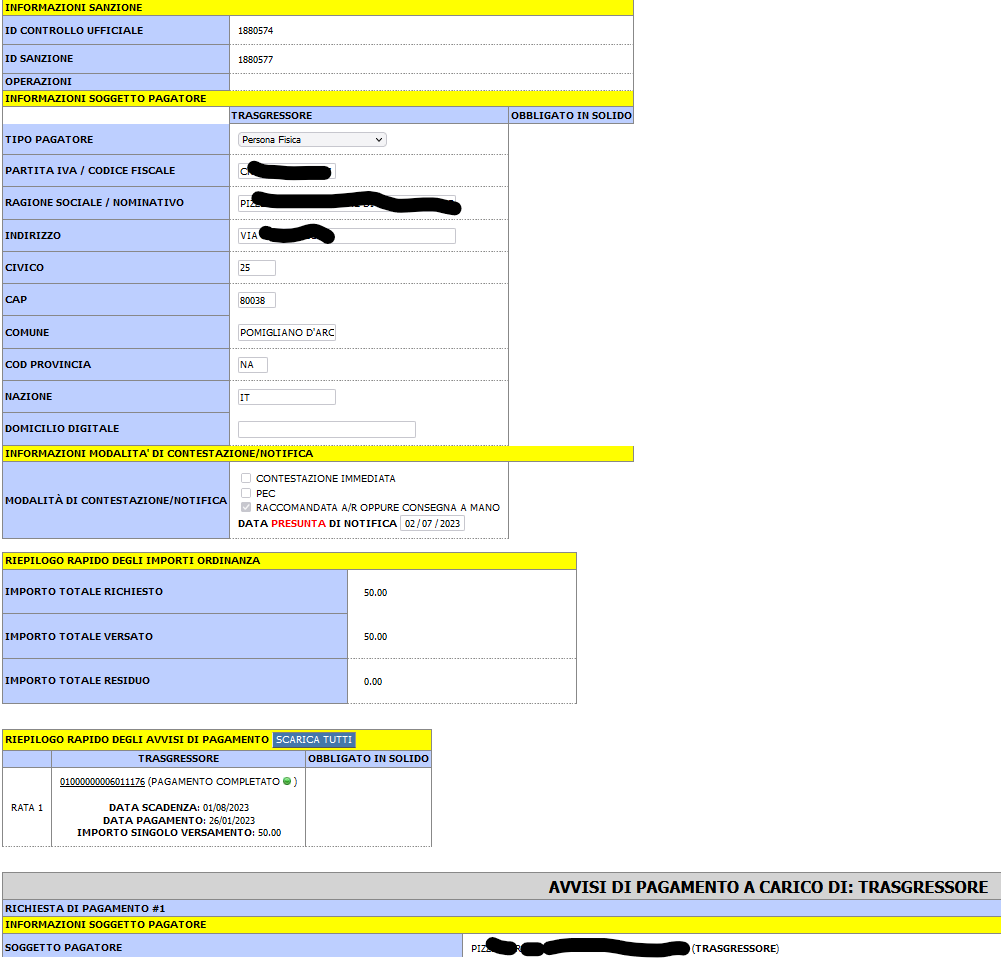 INFORMAZIONI SANZIONE
ID CONTROLLO UFFICIALE 1880574
ID SANZIONE 1880577
OPERAZIONI
INFORMAZIONI SOGGETTO PAGATORE
TRASGRESSORE OBBLIGATO IN SOLIDO
TIPO PAGATORE Persona Fisica
PARTITA IVA / CODICE FISCALE
RAGIONE SOCIALE / NOMINATIVO
INDIRIZZO VIA
CIVICO 25
CAP 80038
COMUNE POMIGLIANO D'ARC
COD PROVINCIA NA
NAZIONE IT
DOMICILIO DIGITALE
INFORMAZIONI MODALITA' DI CONTESTAZIONE/NOTIFICA
MODALITÀ DI CONTESTAZIONE/NOTIFICA
CONTESTAZIONE IMMEDIATA
PEC
RACCOMANDATA A/R OPPURE CONSEGNA A MANO
DATA PRESUNTA DI NOTIFICA 02/07/2023
RIEPILOGO RAPIDO DEGLI IMPORTI ORDINANZA
IMPORTO TOTALE RICHIESTO 50.00
IMPORTO TOTALE VERSATO 50.00
IMPORTO TOTALE RESIDUO 0.00
RIEPILOGO RAPIDO DEGLI AVVISI DI PAGAMENTO SCARICA TUTTI
TRASGRESSORE OBBLIGATO IN SOLIDO
RATA 1
01000000006011176 (PAGAMENTO COMPLETATO )
DATA SCADENZA: 01/08/2023
DATA PAGAMENTO: 26/01/2023
IMPORTO SINGOLO VERSAMENTO: 50.00
AVVISI DI PAGAMENTO A CARICO DI: TRASGRESSORE
RICHIESTA DI PAGAMENTO #1
INFORMAZIONI SOGGETTO PAGATORE
SOGGETTO PAGATORE (TRASGRESSORE)